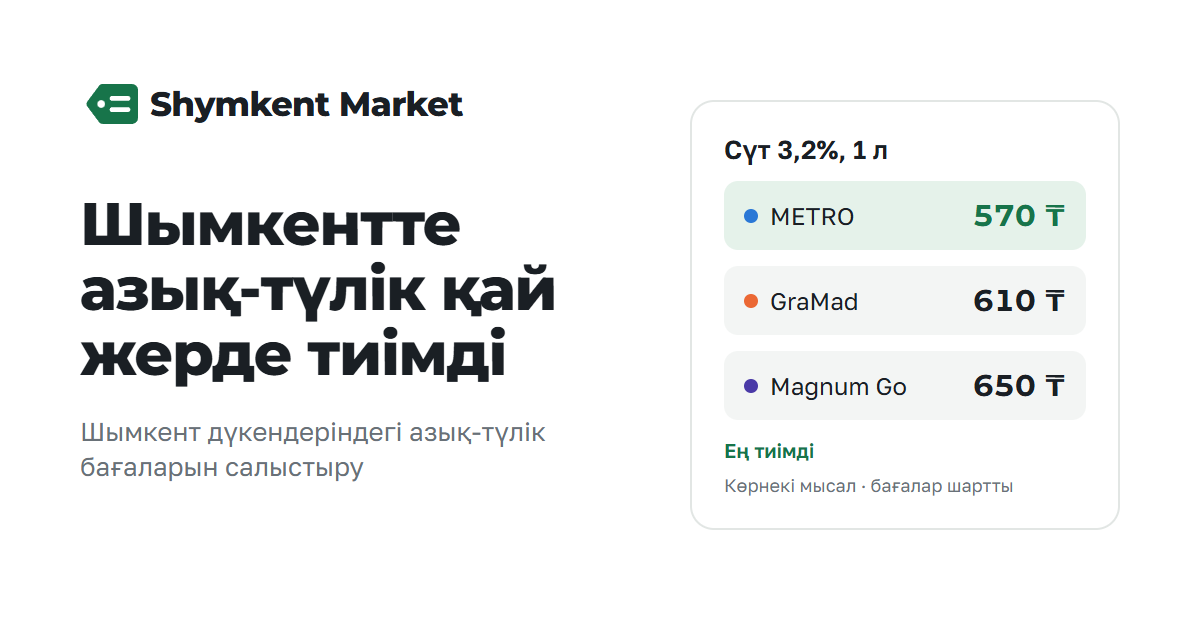 Shymkent Market
Шымкентте
азық-түлік қай
жерде тиімді
Шымкент дүкендеріндегі азық-түлік
бағаларын салыстыру
Сүт 3,2%, 1 л
METRO 570 ₸
GraMad 610 ₸
Magnum Go 650 ₸
Ең тиімді
Көрнекі мысал · бағалар шартты